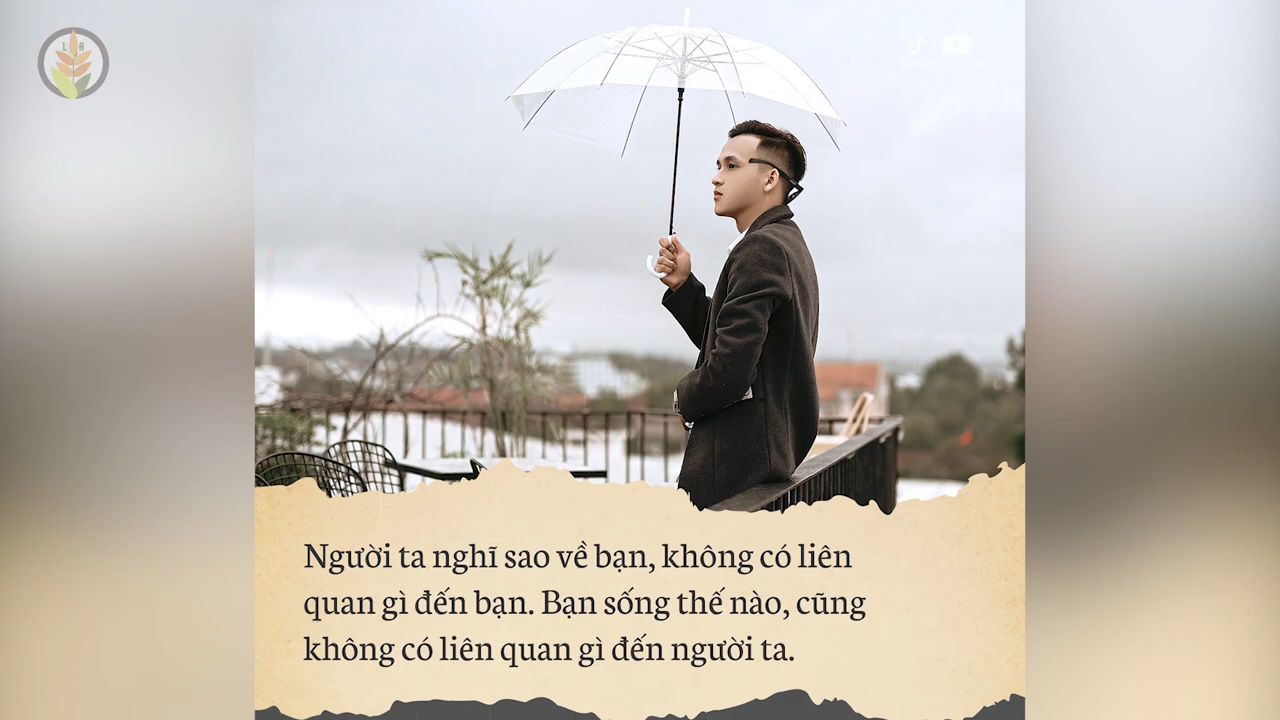 L A
Người ta nghĩ sao về bạn, không có liên
quan gì đến bạn. Bạn sống thế nào, cũng
không có liên quan gì đến người ta.